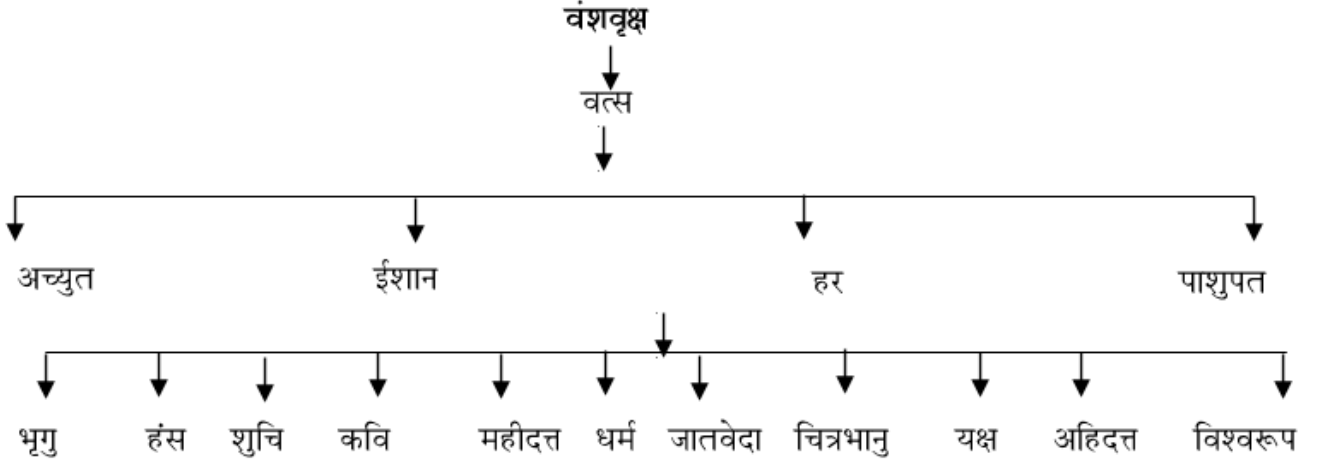 वंशवृक्ष
वत्स
अच्युत ईशान हर पाशुपत
भृगु हंस शुचि कवि महीदत्त धर्म जातवेदा चित्रभानु यक्ष अहिदत्त विश्वरूप